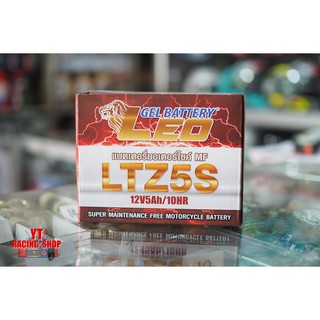 GEL BATTERY
LEO
แบตเตอรี่มอเตอร์ไซค์ MF
LTZ5S
12V5Ah/10HR
SUPER MAINTENANCE FREE MOTORCYCLE BATTERY
YT
RACING SHOP